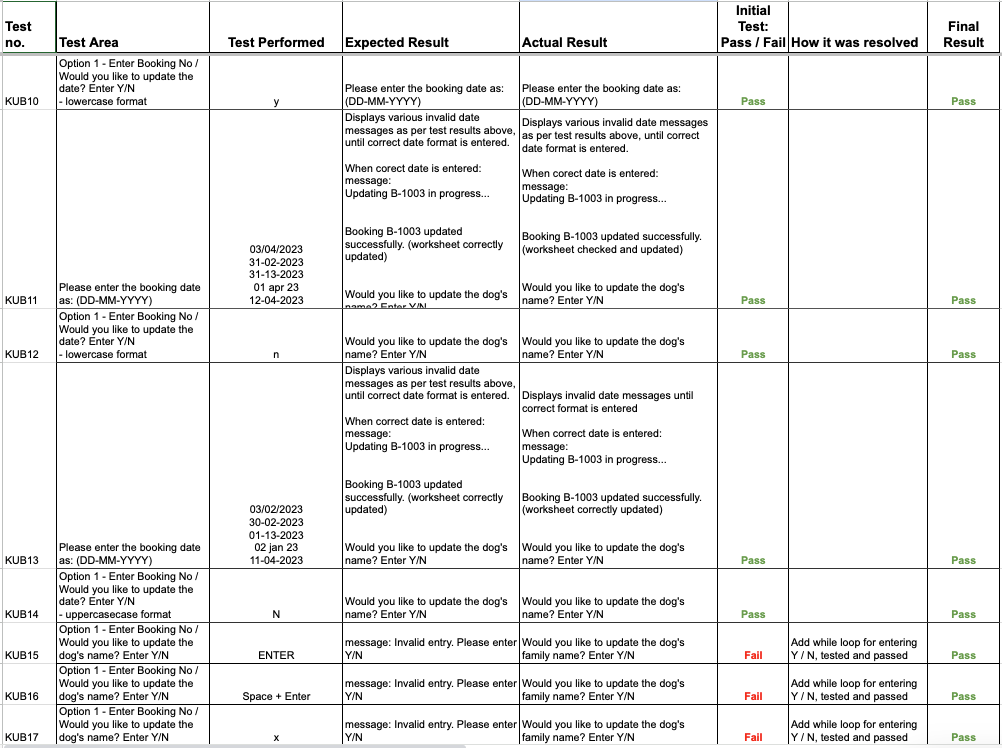 Test no.
Test Area
Test Performed
Expected Result
Actual Result
Initial Test: Pass / Fail
How it was resolved
Final Result
KUB10
Option 1 - Enter Booking No /
Would you like to update the
date? Enter Y/N
- lowercase format
y
Please enter the booking date as:
(DD-MM-YYYY)
Please enter the booking date as:
(DD-MM-YYYY)
Pass
Pass
KUB11
Please enter the booking date
as: (DD-MM-YYYY)
03/04/2023
31-02-2023
31-13-2023
01 apr 23
12-04-2023
Displays various invalid date
messages as per test results above,
until correct date format is entered.
When corect date is entered:
message:
Updating B-1003 in progress...
Booking B-1003 updated
successfully. (worksheet correctly
updated)
Would you like to update the dog's
name? Enter Y/N
Displays various invalid date messages
as per test results above, until correct
date format is entered.
When corect date is entered:
message:
Updating B-1003 in progress...
Booking B-1003 updated successfully.
(worksheet checked and updated)
Would you like to update the dog's
name? Enter Y/N
Pass
Pass
KUB12
Option 1 - Enter Booking No /
Would you like to update the
date? Enter Y/N
- lowercase format
n
Would you like to update the dog's
name? Enter Y/N
Would you like to update the dog's
name? Enter Y/N
Pass
Pass
KUB13
Please enter the booking date
as: (DD-MM-YYYY)
03/02/2023
30-02-2023
01-13-2023
02 jan 23
11-04-2023
Displays various invalid date
messages as per test results above,
until correct date format is entered.
When correct date is entered:
message:
Updating B-1003 in progress...
Booking B-1003 updated
successfully. (worksheet correctly
updated)
Would you like to update the dog's
name? Enter Y/N
Displays invalid date messages until
correct format is entered
When correct date is entered:
message:
Updating B-1003 in progress...
Booking B-1003 updated successfully.
(worksheet correctly updated)
Would you like to update the dog's
name? Enter Y/N
Pass
Pass
KUB14
Option 1 - Enter Booking No /
Would you like to update the
date? Enter Y/N
- uppercasecase format
N
Would you like to update the dog's
name? Enter Y/N
Would you like to update the dog's
name? Enter Y/N
Pass
Pass
KUB15
Option 1 - Enter Booking No /
Would you like to update the
dog's name? Enter Y/N
ENTER
message: Invalid entry. Please enter
Y/N
Would you like to update the dog's
family name? Enter Y/N
Fail
Add while loop for entering
Y / N, tested and passed
Pass
KUB16
Option 1 - Enter Booking No /
Would you like to update the
dog's name? Enter Y/N
Space + Enter
message: Invalid entry. Please enter
Y/N
Would you like to update the dog's
family name? Enter Y/N
Fail
Add while loop for entering
Y / N, tested and passed
Pass
KUB17
Option 1 - Enter Booking No /
Would you like to update the
dog's name? Enter Y/N
x
message: Invalid entry. Please enter
Y/N
Would you like to update the dog's
family name? Enter Y/N
Fail
Add while loop for entering
Y / N, tested and passed
Pass